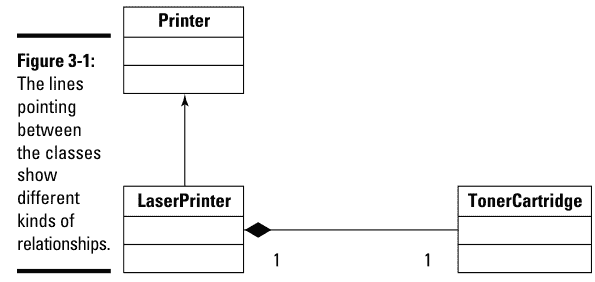 Printer
Figure 3-1:
The lines
pointing
between
the classes
show
different
kinds of
relationships.
LaserPrinter
TonerCartridge
1
1